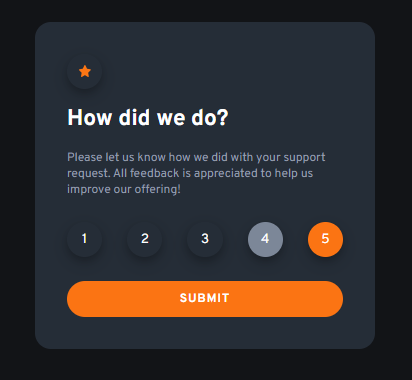 How did we do?
Please let us know how we did with your support
request. All feedback is appreciated to help us
improve our offering!
1 2 3 4 5
SUBMIT